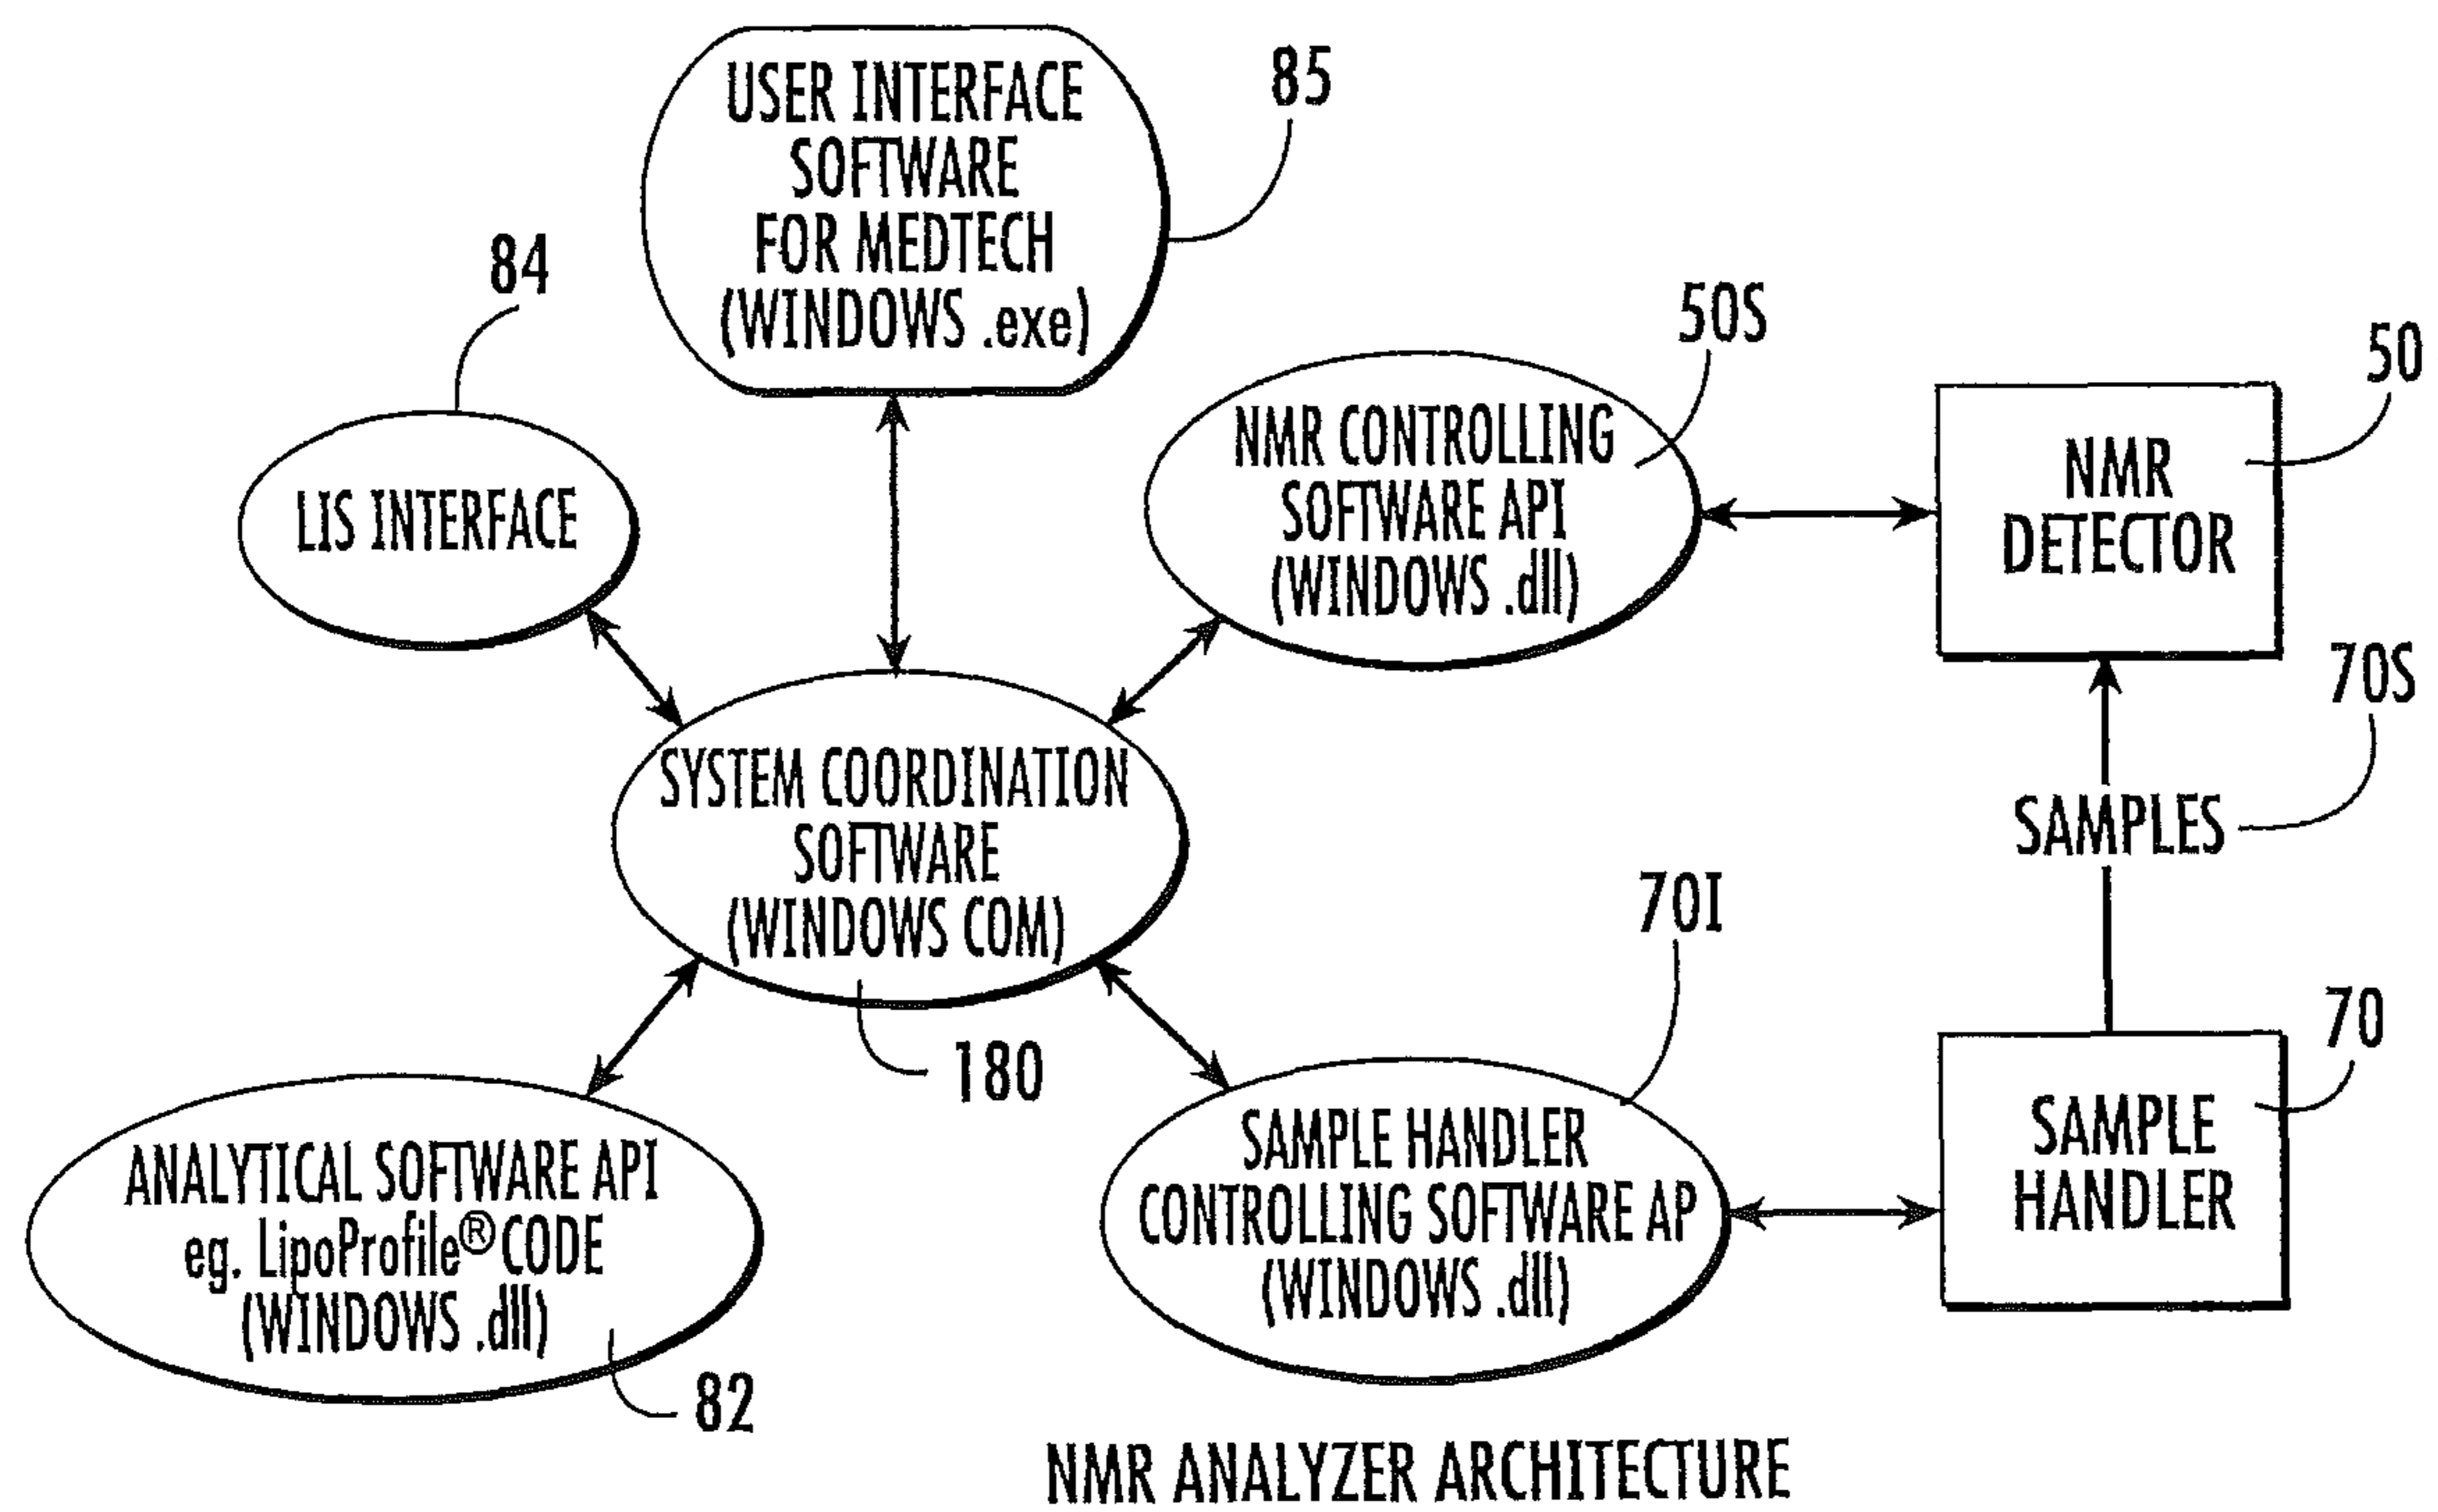 USER INTERFACE
SOFTWARE
FOR MEDTECH
(WINDOWS .exe)
85
84
LIS INTERFACE
50S
NMR CONTROLLING
SOFTWARE API
(WINDOWS .dll)
50
NMR
DETECTOR
70S
SAMPLES
SYSTEM COORDINATION
SOFTWARE
(WINDOWS COM)
180
70I
70
SAMPLE
HANDLER
SAMPLE HANDLER
CONTROLLING SOFTWARE AP
(WINDOWS .dll)
ANALYTICAL SOFTWARE API
eg. LipoProfile® CODE
(WINDOWS .dll)
82
NMR ANALYZER ARCHITECTURE